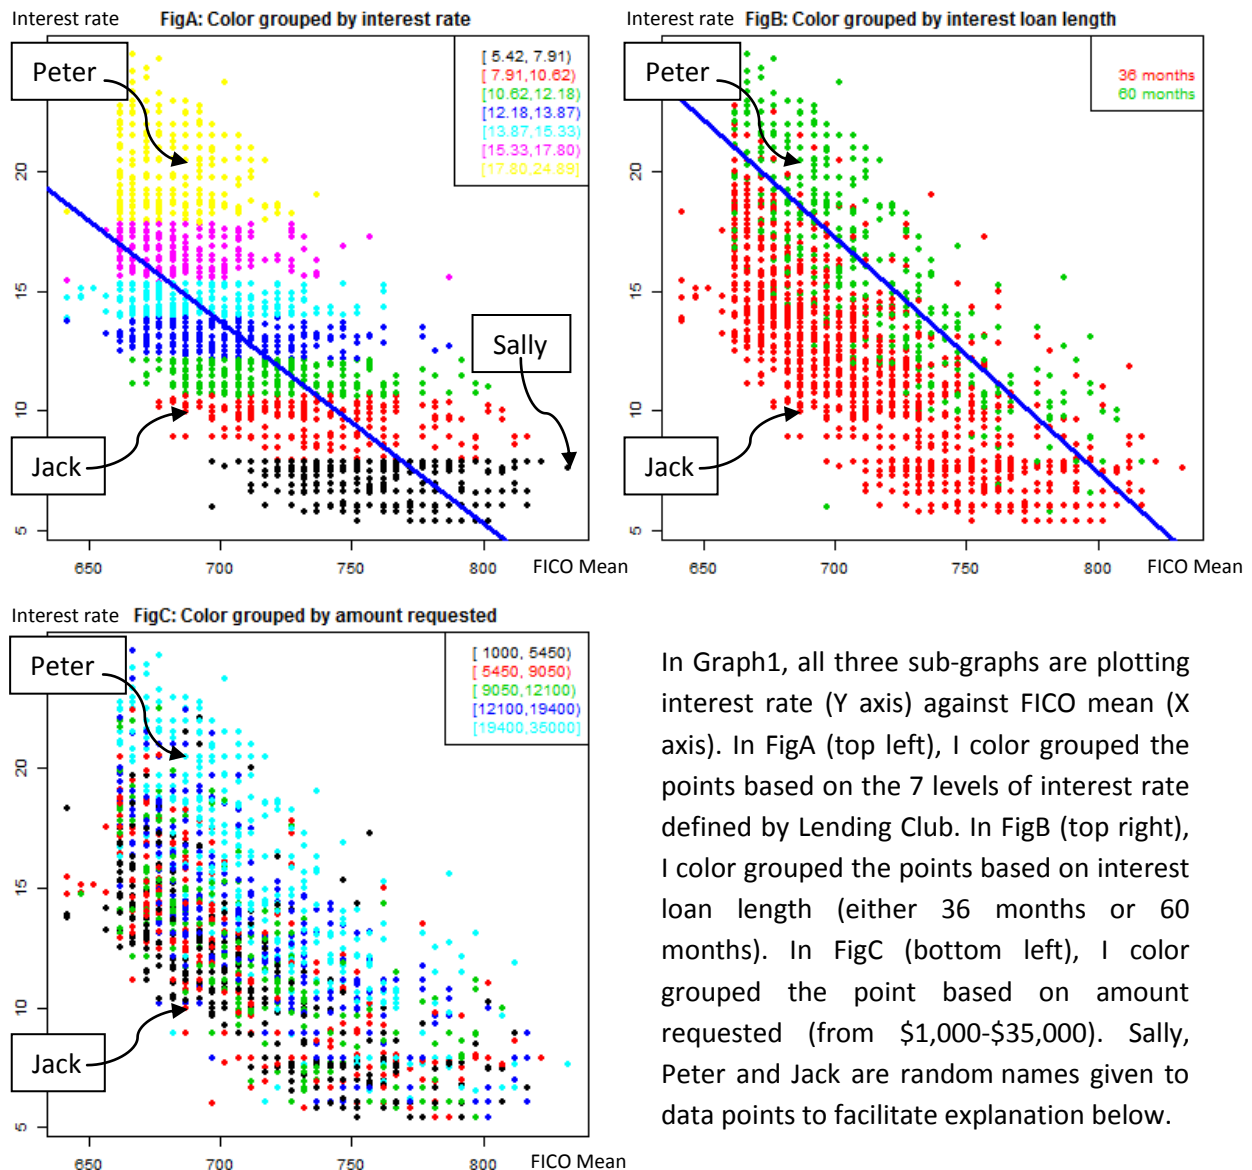 Interest rate
FigA: Color grouped by interest rate
Peter
[ 5.42, 7.91)
[ 7.91,10.62)
[10.62,12.18)
[12.18,13.87)
[13.87,15.33)
[15.33,17.80)
[17.80,24.89]
Sally
Jack
20
15
10
5
650
700
750
800
FICO Mean
Interest rate
FigB: Color grouped by interest loan length
Peter
36 months
60 months
Jack
20
15
10
5
650
700
750
800
FICO Mean
Interest rate
FigC: Color grouped by amount requested
Peter
[ 1000, 5450)
[ 5450, 9050)
[ 9050,12100)
[12100,19400)
[19400,35000]
Jack
20
15
10
5
650
700
750
800
FICO Mean
In Graph1, all three sub-graphs are plotting
interest rate (Y axis) against FICO mean (X
axis). In FigA (top left), I color grouped the
points based on the 7 levels of interest rate
defined by Lending Club. In FigB (top right),
I color grouped the points based on interest
loan length (either 36 months or 60
months). In FigC (bottom left), I color
grouped the point based on amount
requested (from $1,000-$35,000). Sally,
Peter and Jack are random names given to
data points to facilitate explanation below.